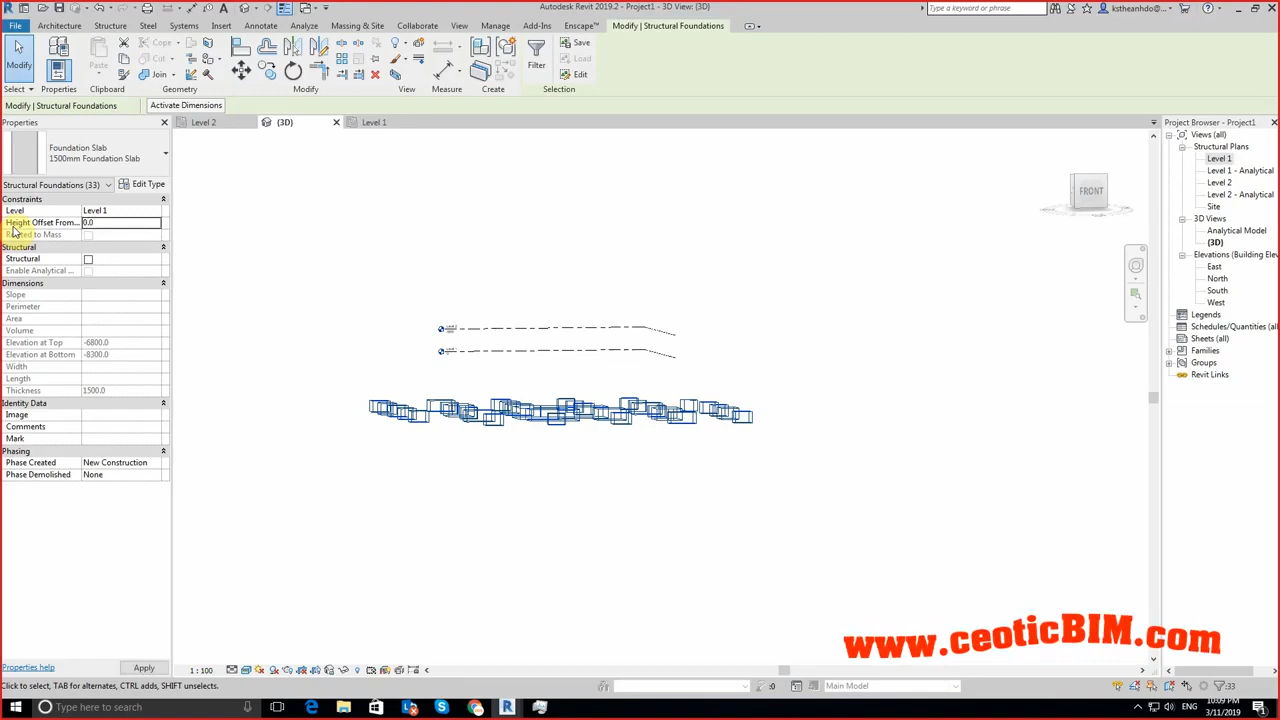 Autodesk Revit 2019.2 - Project1 - 3D View: {3D}
Type a keyword or phrase
kstheanhdo@...
File Architecture Structure Steel Systems Insert Annotate Analyze Massing & Site Collaborate View Manage Add-Ins Enscape™ Modify | Structural Foundations
Modify
Paste
Cope
Cut
Join
Filter
Save
Load
Edit
Select Properties Clipboard Geometry Modify View Measure Create Selection
Modify | Structural Foundations Activate Dimensions
Properties
Level 2 {3D} Level 1
Project Browser - Project1
Foundation Slab
1500mm Foundation Slab
Structural Foundations (33) Edit Type
Constraints
Level Level 1
Height Offset From... 0.0
to Mass
Structural
Structural
Enable Analytical ...
Dimensions
Slope
Perimeter
Area
Volume
Elevation at Top -6800.0
Elevation at Bottom -8300.0
Width
Length
Thickness 1500.0
Identity Data
Image
Comments
Mark
Phasing
Phase Created New Construction
Phase Demolished None
Properties help Apply
FRONT
Views (all)
Structural Plans
Level 1
Level 1 - Analytical
Level 2
Level 2 - Analytical
Site
3D Views
Analytical Model
{3D}
Elevations (Building Elev
East
North
South
West
Legends
Schedules/Quantities (all)
Sheets (all)
Families
Groups
Revit Links
www.ceoticBIM.com
1 : 100
Click to select, TAB for alternates, CTRL adds, SHIFT unselects.
:0
Main Model
:33
Type here to search
10:09 PM
3/11/2019